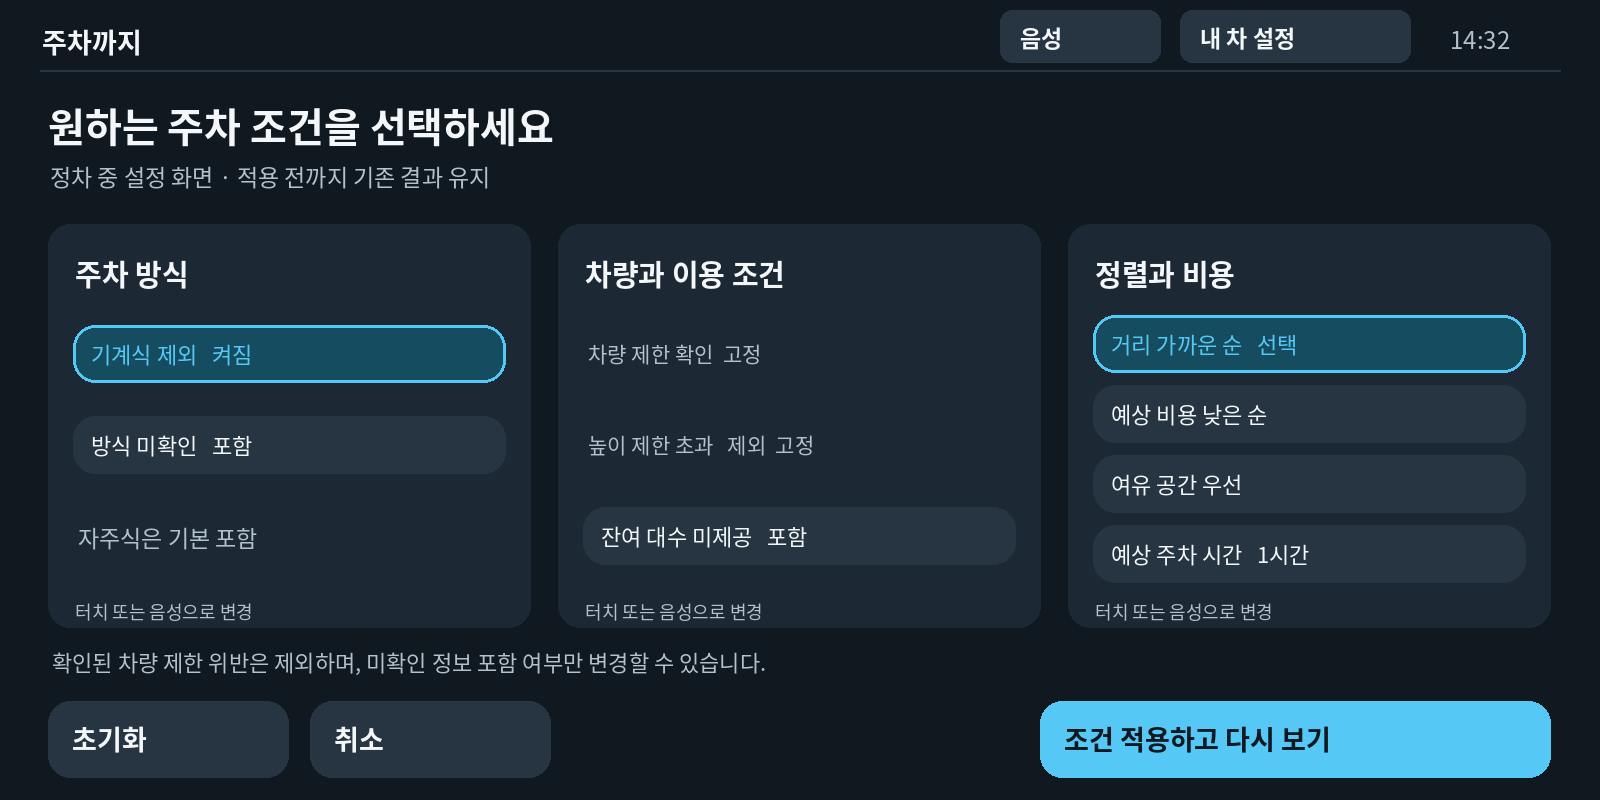 주차까지
음성
내 차 설정
14:32
원하는 주차 조건을 선택하세요
정차 중 설정 화면 · 적용 전까지 기존 결과 유지
주차 방식
기계식 제외 켜짐
방식 미확인 포함
자주식은 기본 포함
터치 또는 음성으로 변경
차량과 이용 조건
차량 제한 확인 고정
높이 제한 초과 제외 고정
잔여 대수 미제공 포함
터치 또는 음성으로 변경
정렬과 비용
거리 가까운 순 선택
예상 비용 낮은 순
여유 공간 우선
예상 주차 시간 1시간
터치 또는 음성으로 변경
확인된 차량 제한 위반은 제외하며, 미확인 정보 포함 여부만 변경할 수 있습니다.
초기화
취소
조건 적용하고 다시 보기